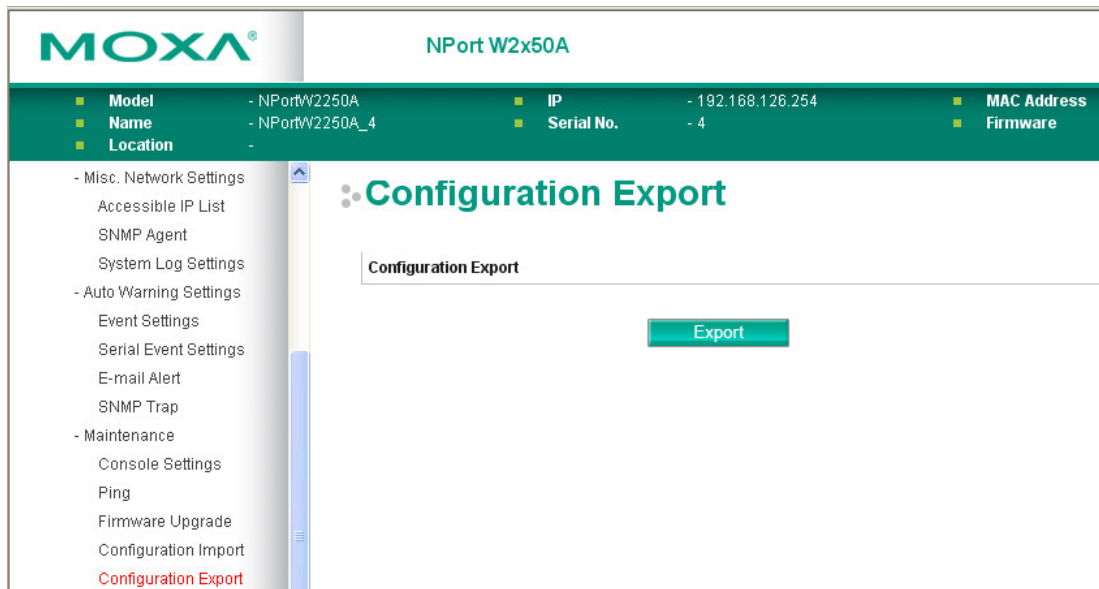 MOXA®
NPort W2x50A
Model - NPortW2250A IP - 192.168.126.254 MAC Address
Name - NPortW2250A_4 Serial No. - 4 Firmware
Location -
- Misc. Network Settings
Accessible IP List
SNMP Agent
System Log Settings
- Auto Warning Settings
Event Settings
Serial Event Settings
E-mail Alert
SNMP Trap
- Maintenance
Console Settings
Ping
Firmware Upgrade
Configuration Import
Configuration Export
Configuration Export
Configuration Export
Export